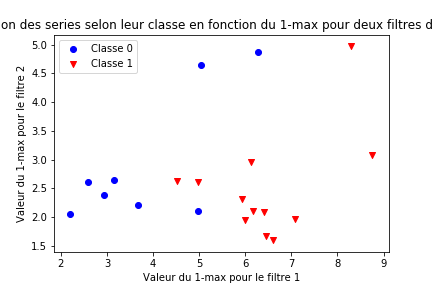 on des series selon leur classe en fonction du 1-max pour deux filtres d
Classe 0
Classe 1
5.0
4.5
4.0
3.5
3.0
2.5
2.0
1.5
Valeur du 1-max pour le filtre 2
2 3 4 5 6 7 8 9
Valeur du 1-max pour le filtre 1